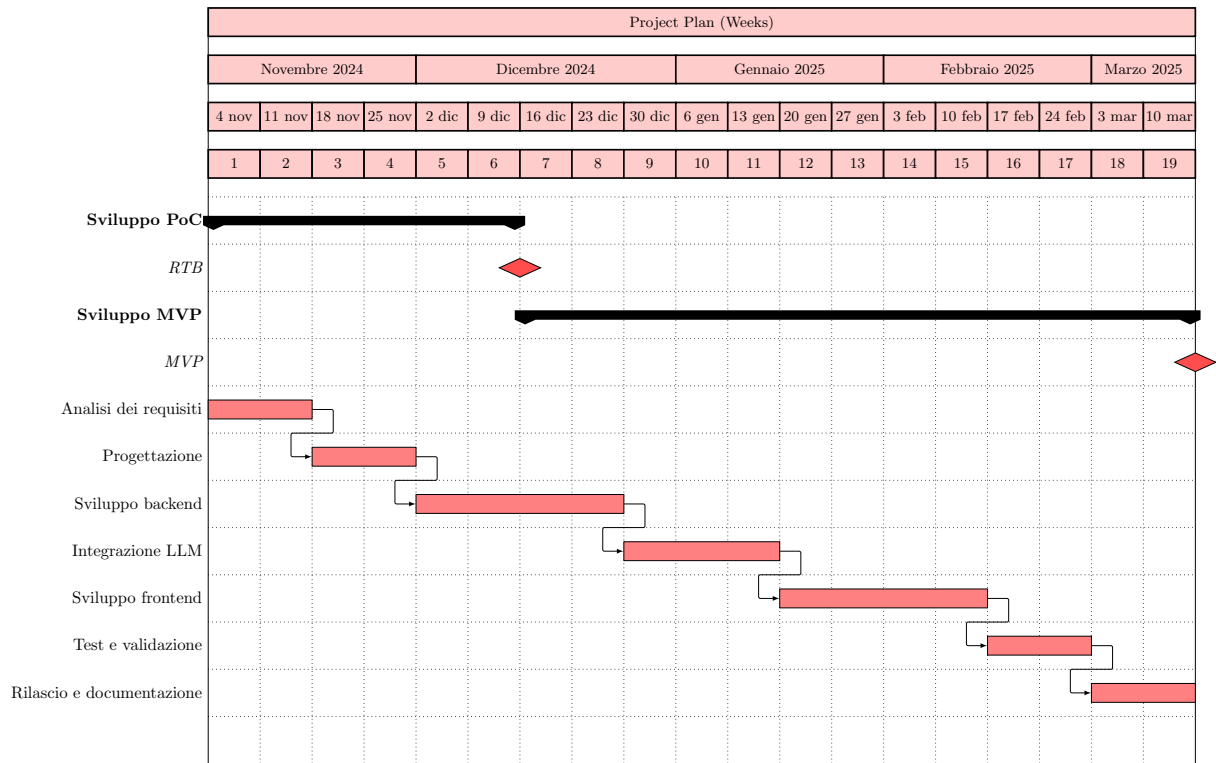 Project Plan (Weeks)
Novembre 2024 Dicembre 2024 Gennaio 2025 Febbraio 2025 Marzo 2025
4 nov 11 nov 18 nov 25 nov 2 dic 9 dic 16 dic 23 dic 30 dic 6 gen 13 gen 20 gen 27 gen 3 feb 10 feb 17 feb 24 feb 3 mar 10 mar
1 2 3 4 5 6 7 8 9 10 11 12 13 14 15 16 17 18 19
Sviluppo PoC
RTB
Sviluppo MVP
MVP
Analisi dei requisiti
Progettazione
Sviluppo backend
Integrazione LLM
Sviluppo frontend
Test e validazione
Rilascio e documentazione